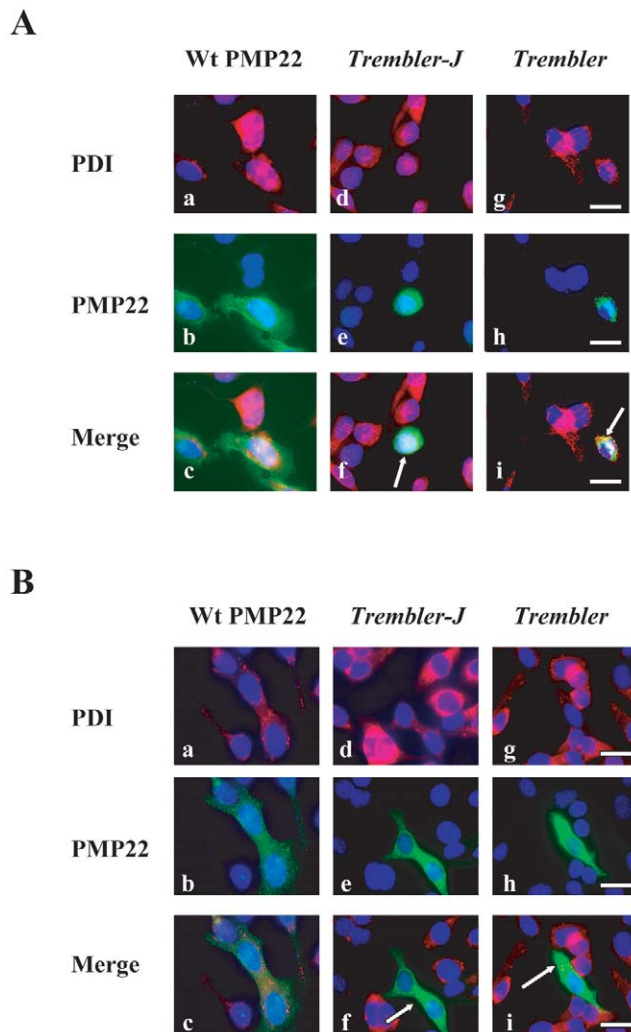 A
Wt PMP22 Trembler-J Trembler
PDI
a d g
PMP22
b e h
Merge
c f i
B
Wt PMP22 Trembler-J Trembler
PDI
a d g
PMP22
b e h
Merge
c f i